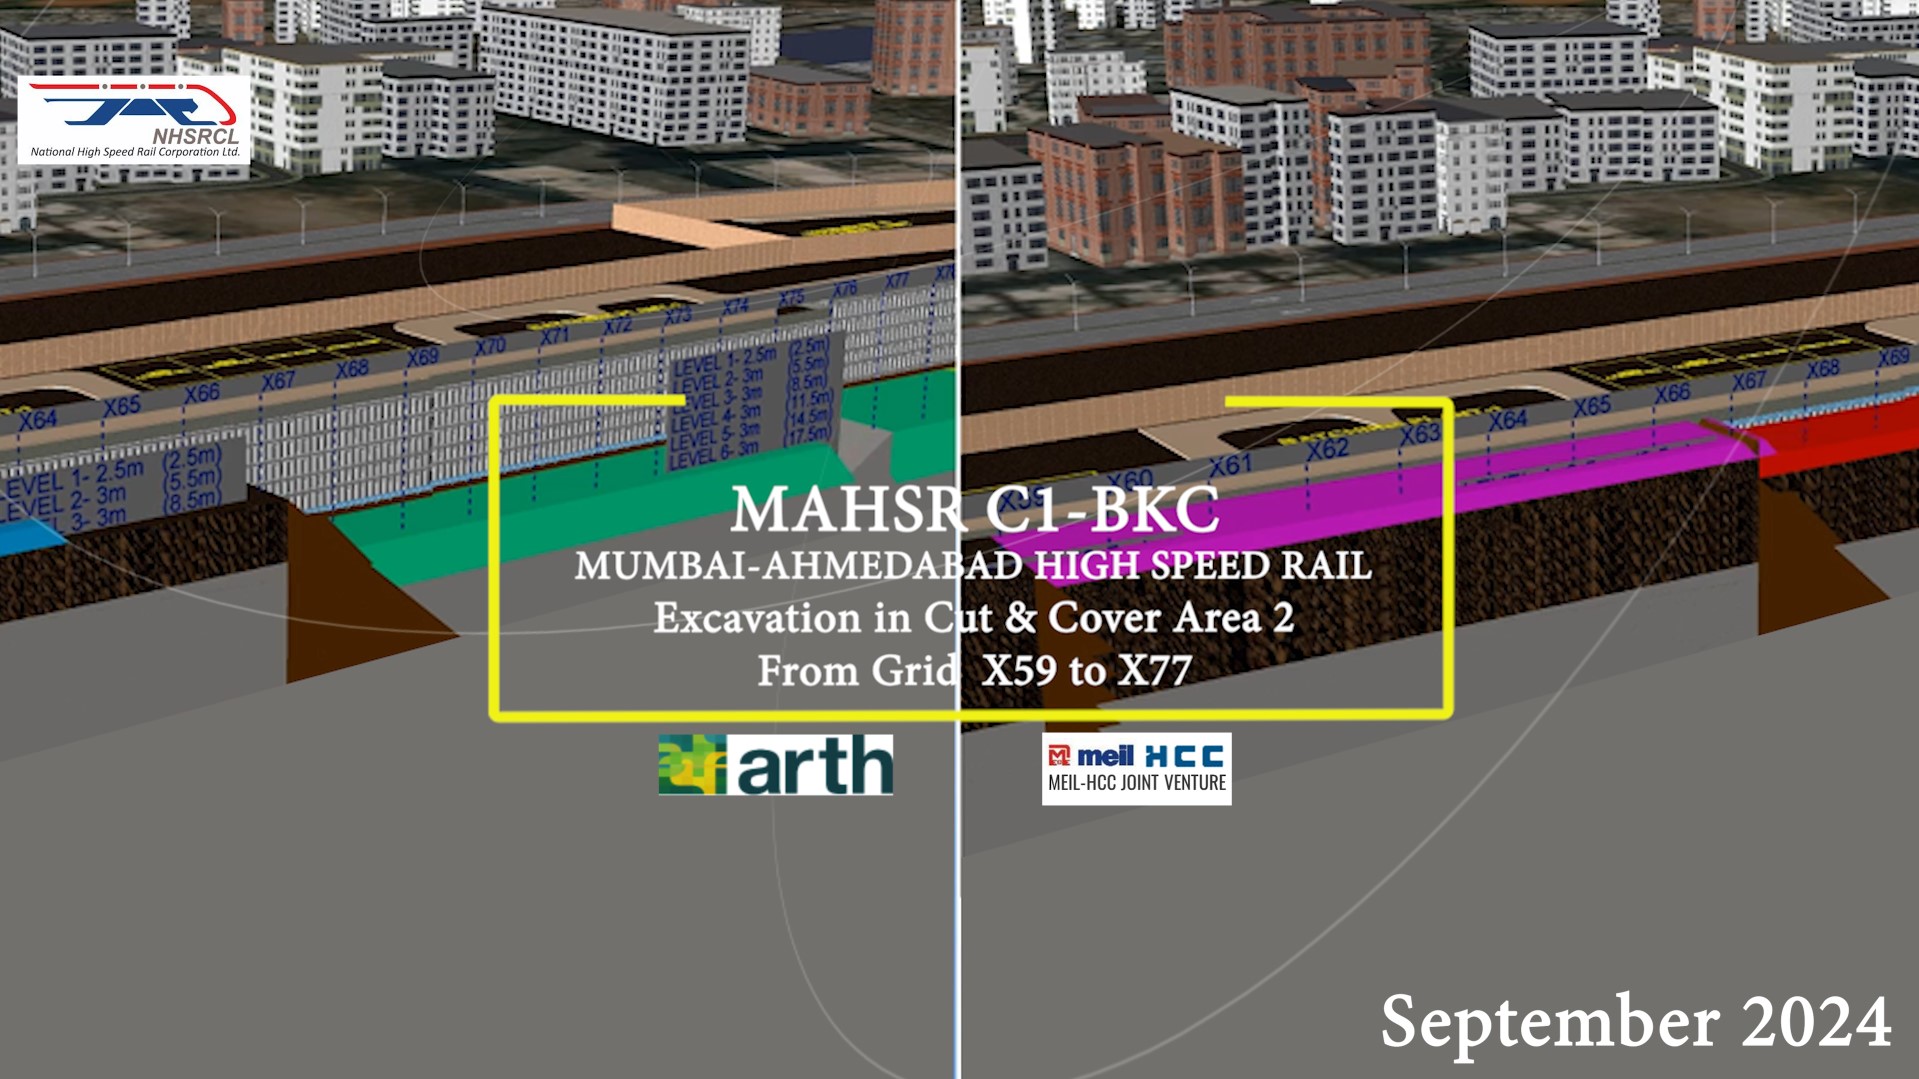 NHSRCL
National High Speed Rail Corporation Ltd.
X64
X65
X66
X67
X68
X69
X70
X71
X72
X73
X74
X75
X76
X77
LEVEL 1- 2.5m (2.5m)
LEVEL 2- 3m (5.5m)
LEVEL 3- 3m (8.5m)
LEVEL 4- 3m (11.5m)
LEVEL 5- 3m (14.5m)
LEVEL 6- 3m (17.5m)
EVEL 1- 2.5m (2.5m)
LEVEL 2- 3m (5.5m)
L 3- 3m (8.5m)
X59
X60
X61
X62
X63
X64
X65
X66
X67
X68
X69
MAHSR C1-BKC
MUMBAI-AHMEDABAD HIGH SPEED RAIL
Excavation in Cut & Cover Area 2
From Grid X59 to X77
arth
meil HCC
MEIL-HCC JOINT VENTURE
September 2024